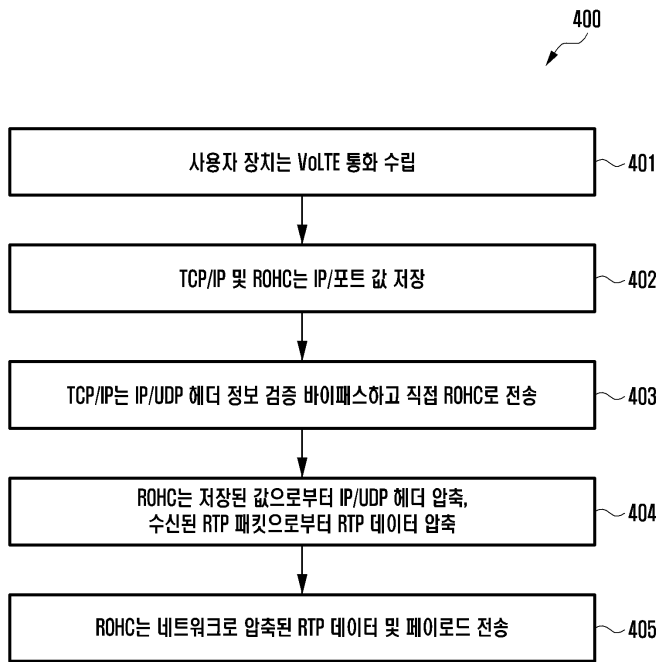 400
사용자 장치는 VoLTE 통화 수립
401
TCP/IP 및 ROHC는 IP/포트 값 저장
402
TCP/IP는 IP/UDP 헤더 정보 검증 바이패스하고 직접 ROHC로 전송
403
ROHC는 저장된 값으로부터 IP/UDP 헤더 압축,
수신된 RTP 패킷으로부터 RTP 데이터 압축
404
ROHC는 네트워크로 압축된 RTP 데이터 및 페이로드 전송
405